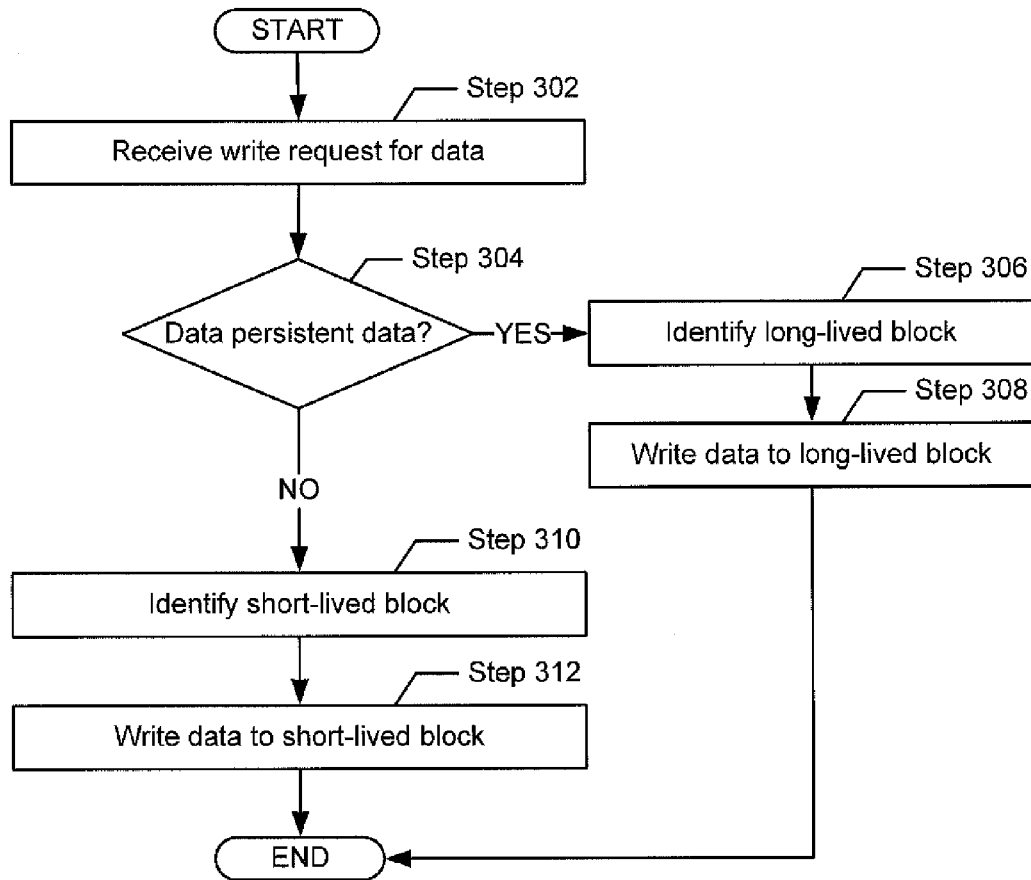 START
Step 302
Receive write request for data
Step 304
Data persistent data?
YES
Step 306
Identify long-lived block
Step 308
Write data to long-lived block
NO
Step 310
Identify short-lived block
Step 312
Write data to short-lived block
END